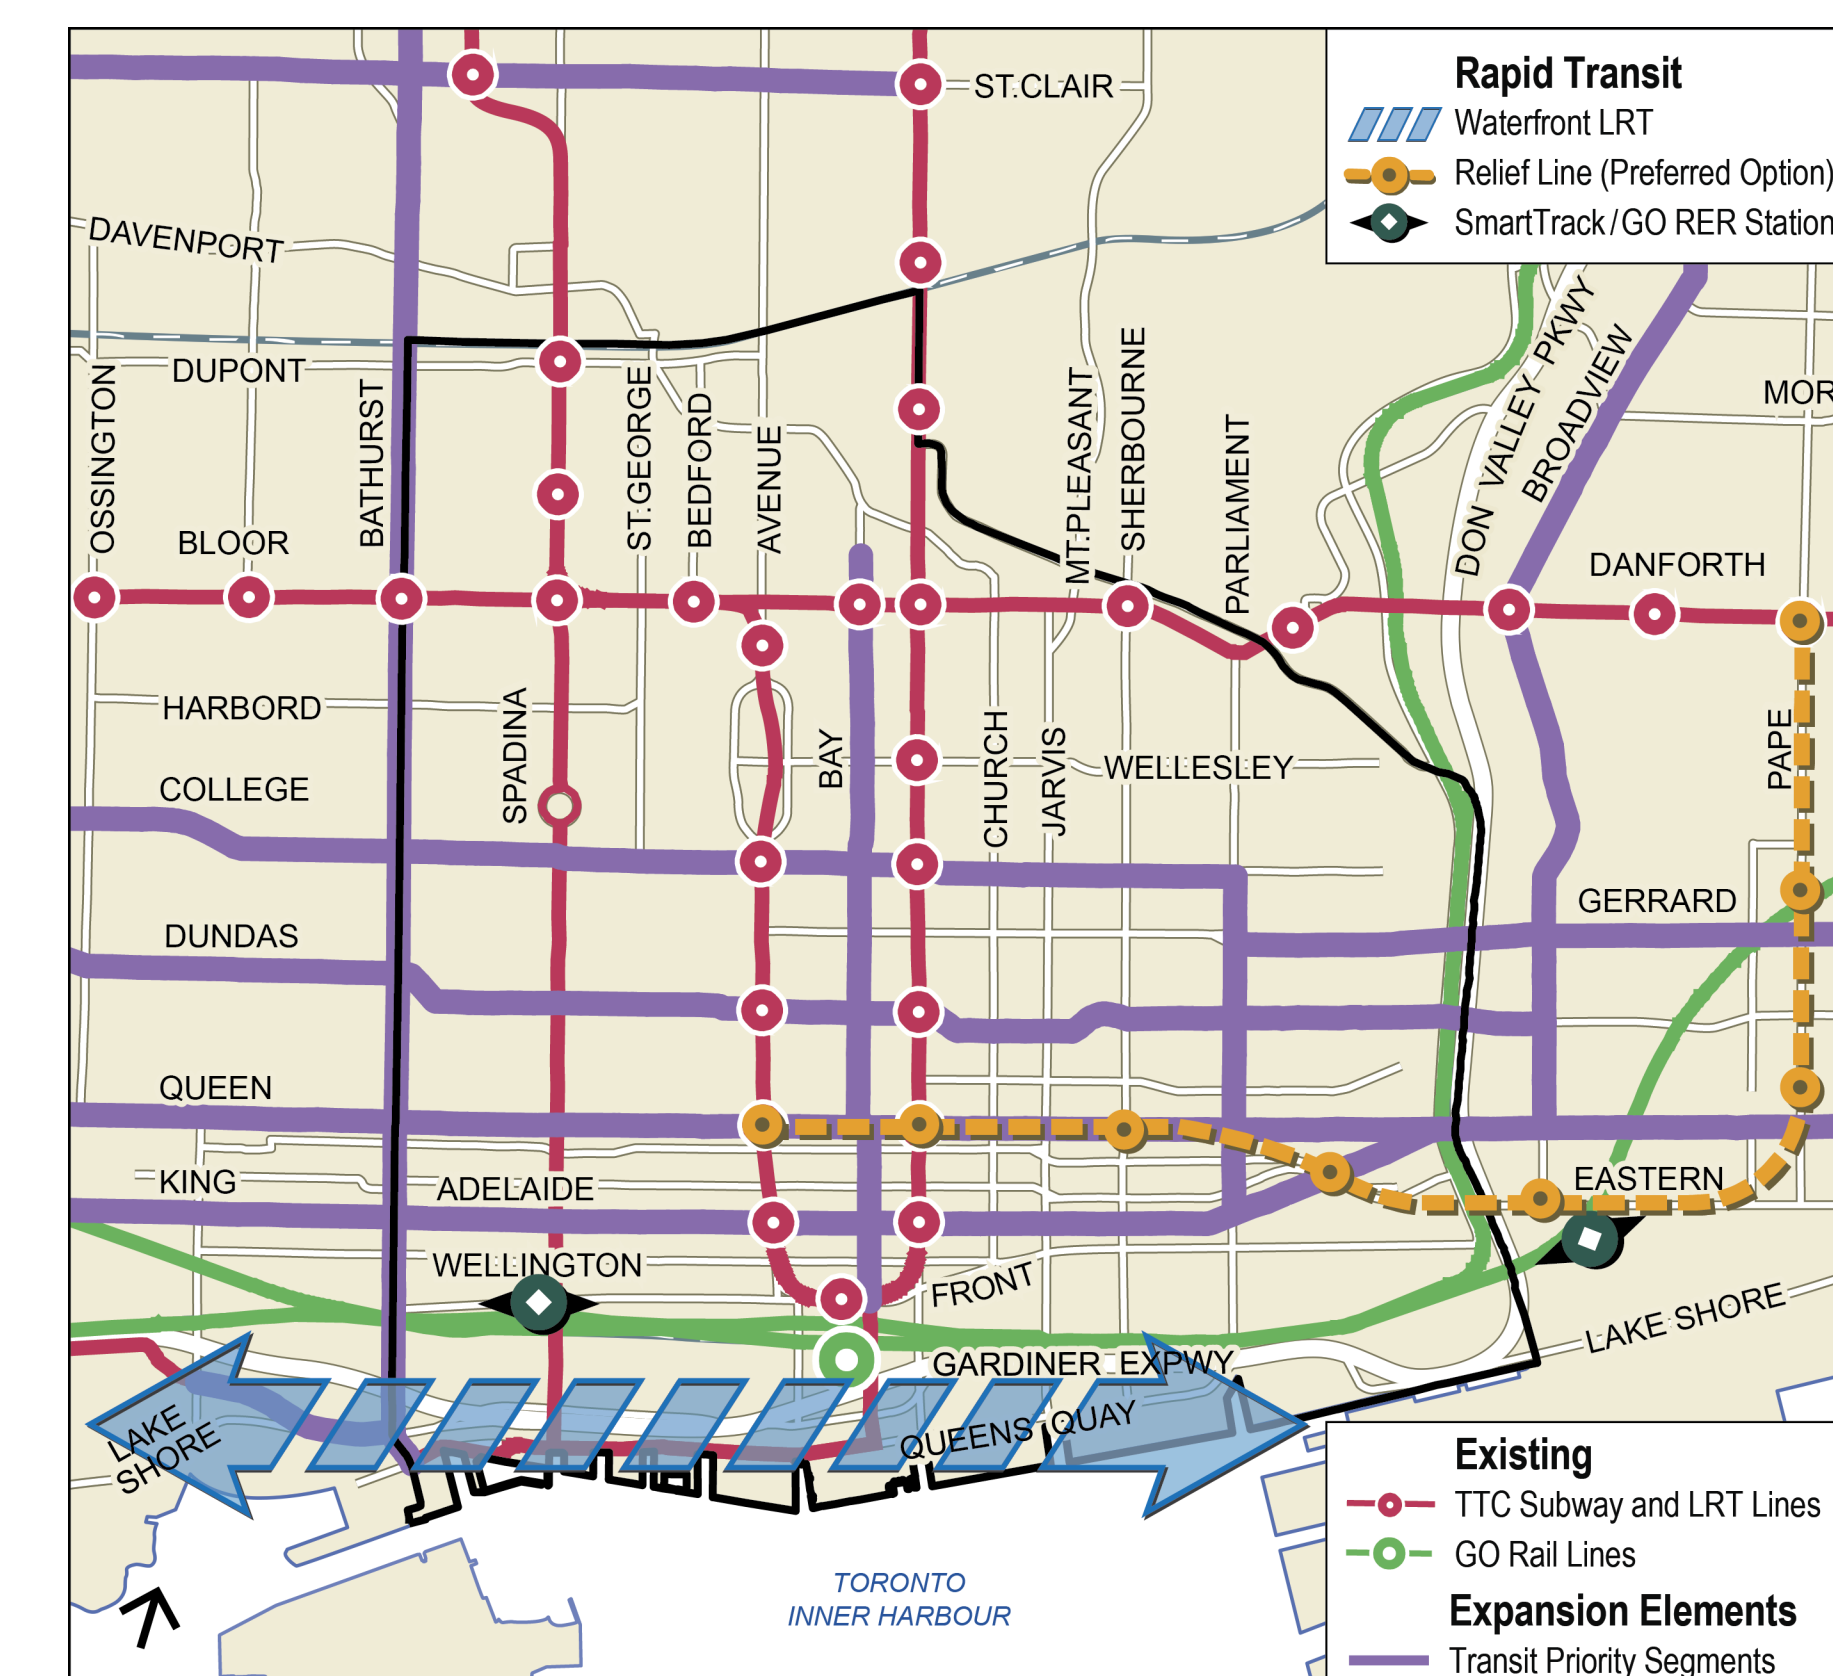 Rapid Transit
Waterfront LRT
Relief Line (Preferred Option)
SmartTrack/GO RER Station
ST.CLAIR
DAVENPORT
DUPONT
OSSINGTON
BATHURST
ST.GEORGE
BEDFORD
AVENUE
MT.PLEASANT
SHERBOURNE
PARLIAMENT
DON VALLEY PKWY
BROADVIEW
MOR
BLOOR
DANFORTH
HARBORD
SPADINA
BAY
CHURCH
JARVIS
WELLESLEY
PAPE
COLLEGE
GERRARD
DUNDAS
QUEEN
KING
ADELAIDE
EASTERN
WELLINGTON
FRONT
LAKE SHORE
GARDINER EXPWY
LAKE
SHORE
QUEENS QUAY
TORONTO
INNER HARBOUR
Existing
TTC Subway and LRT Lines
GO Rail Lines
Expansion Elements
Transit Priority Segments